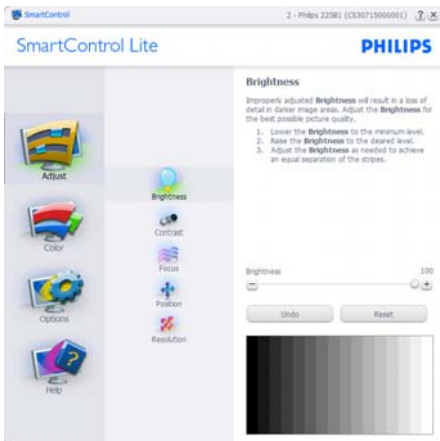 SmartControl
2 - Philips 225B1 (CS30715000001)
SmartControl Lite
PHILIPS
Adjust
Color
Options
Help
Brightness
Contrast
Focus
Position
Resolution
Brightness
Improperly adjusted Brightness will result in a loss of
detail in darker image areas. Adjust the Brightness for
the best possible picture quality.
1. Lower the Brightness to the minimum level.
2. Raise the Brightness to the desired level.
3. Adjust the Brightness as needed to achieve
an equal separation of the stripes.
Brightness 100
Undo Reset